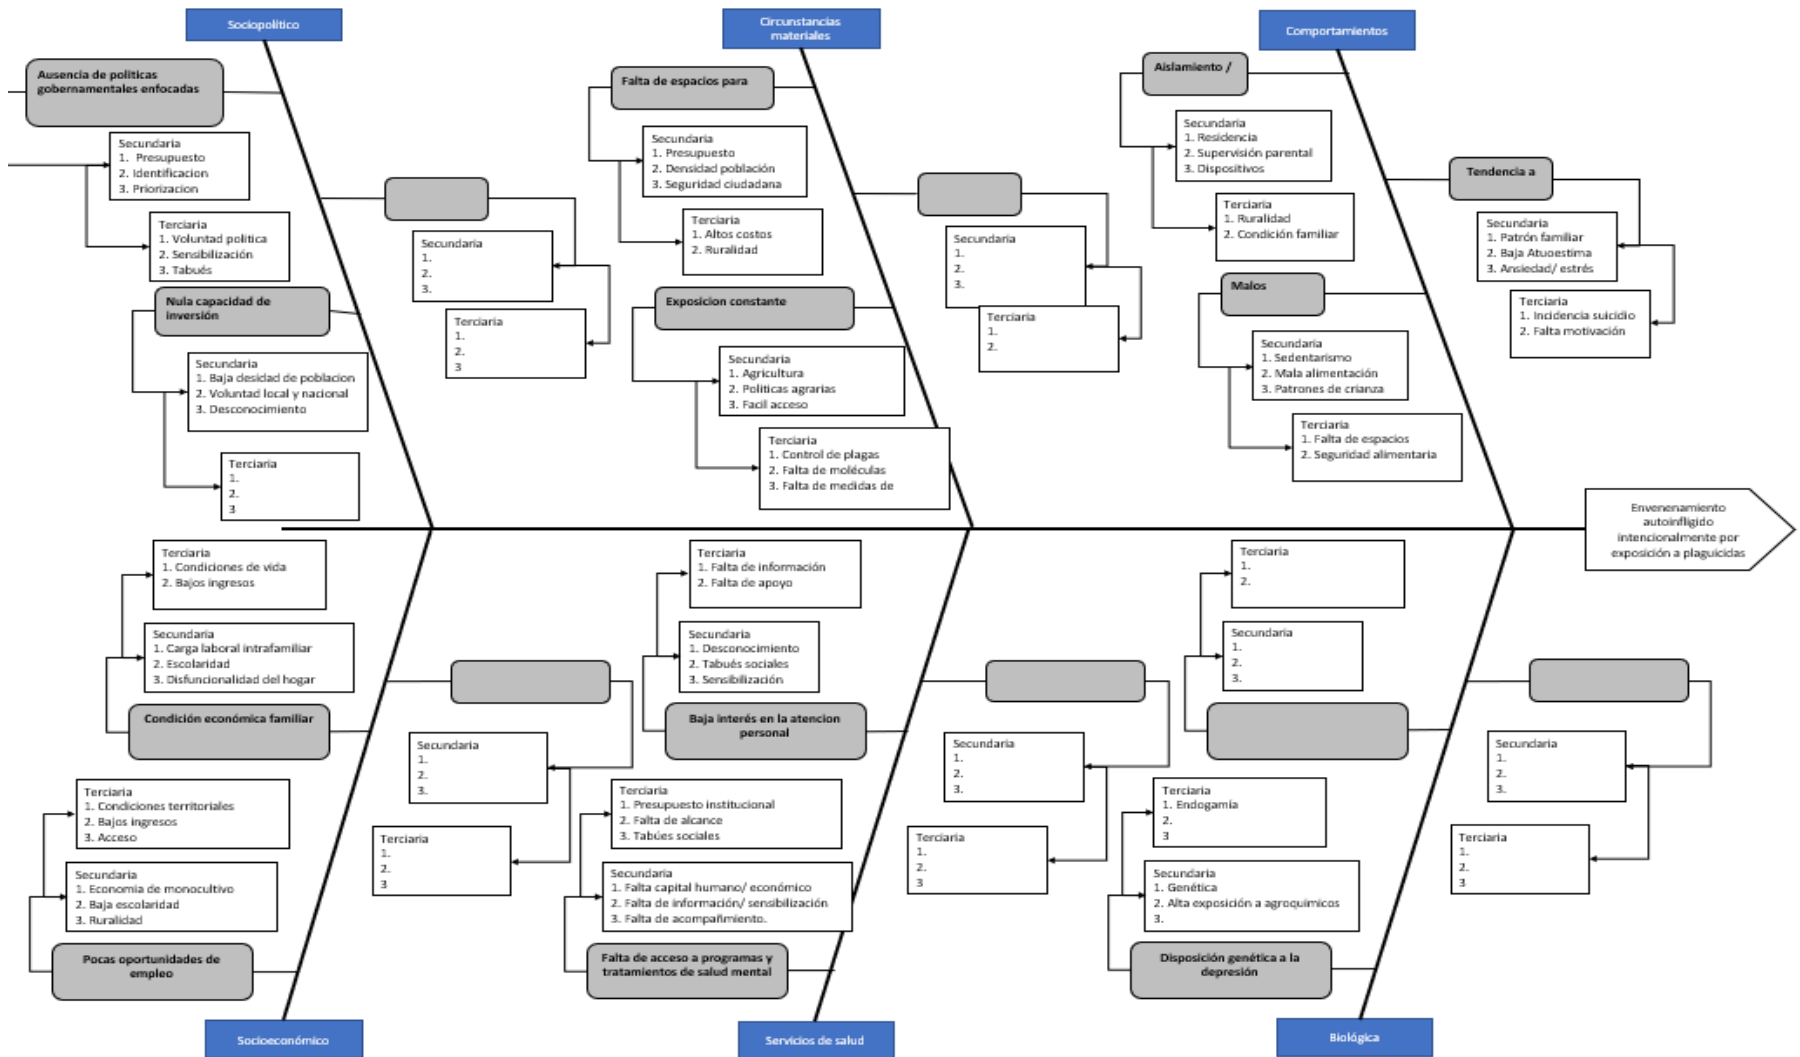 Sociopolítico
Ausencia de politicas
gobernamentales enfocadas
Secundaria
1. Presupuesto
2. Identificacion
3. Priorizacion
Terciaria
1. Voluntad política
2. Sensibilización
3. Tabués
Secundaria
1.
2.
3.
Terciaria
1.
2.
3
Nula capacidad de
inversión
Secundaria
1. Baja desidad de poblacion
2. Voluntad local y nacional
3. Desconocimiento
Terciaria
1.
2.
3
Circunstancias
materiales
Falta de espacios para
Secundaria
1. Presupuesto
2. Densidad población
3. Seguridad ciudadana
Terciaria
1. Altos costos
2. Ruralidad
Secundaria
1.
2.
3.
Terciaria
1.
2.
Exposicion constante
Secundaria
1. Agricultura
2. Politicas agrarias
3. Facil acceso
Terciaria
1. Control de plagas
2. Falta de moléculas
3. Falta de medidas de
Comportamientos
Aislamiento /
Secundaria
1. Residencia
2. Supervisión parental
3. Dispositivos
Terciaria
1. Ruralidad
2. Condición familiar
Tendencia a
Secundaria
1. Patrón familiar
2. Baja Atuoestima
3. Ansiedad/ estrés
Terciaria
1. Incidencia suicidio
2. Falta motivación
Malos
Secundaria
1. Sedentarismo
2. Mala alimentación
3. Patrones de crianza
Terciaria
1. Falta de espacios
2. Seguridad alimentaria
Envenenamiento
autoinfligido
intencionalmente por
exposición a plaguicidas
Terciaria
1. Condiciones de vida
2. Bajos ingresos
Secundaria
1. Carga laboral intrafamiliar
2. Escolaridad
3. Disfuncionalidad del hogar
Condición económica familiar
Secundaria
1.
2.
3.
Terciaria
1.
2.
3
Terciaria
1. Condiciones territoriales
2. Bajos ingresos
3. Acceso
Secundaria
1. Economia de monocultivo
2. Baja escolaridad
3. Ruralidad
Pocas oportunidades de
empleo
Socioeconómico
Terciaria
1. Falta de información
2. Falta de apoyo
Secundaria
1. Desconocimiento
2. Tabués sociales
3. Sensibilización
Baja interés en la atencion
personal
Secundaria
1.
2.
3.
Terciaria
1.
2.
3
Terciaria
1. Presupuesto institucional
2. Falta de alcance
3. Tabúes sociales
Secundaria
1. Falta capital humano/ económico
2. Falta de información/ sensibilización
3. Falta de acompañmiento.
Falta de acceso a programas y
tratamientos de salud mental
Servicios de salud
Terciaria
1.
2.
Secundaria
1.
2.
3.
Secundaria
1.
2.
3.
Terciaria
1.
2.
3
Terciaria
1. Endogamía
2.
3
Secundaria
1. Genética
2. Alta exposición a agroquimicos
3.
Disposición genética a la
depresión
Biológica